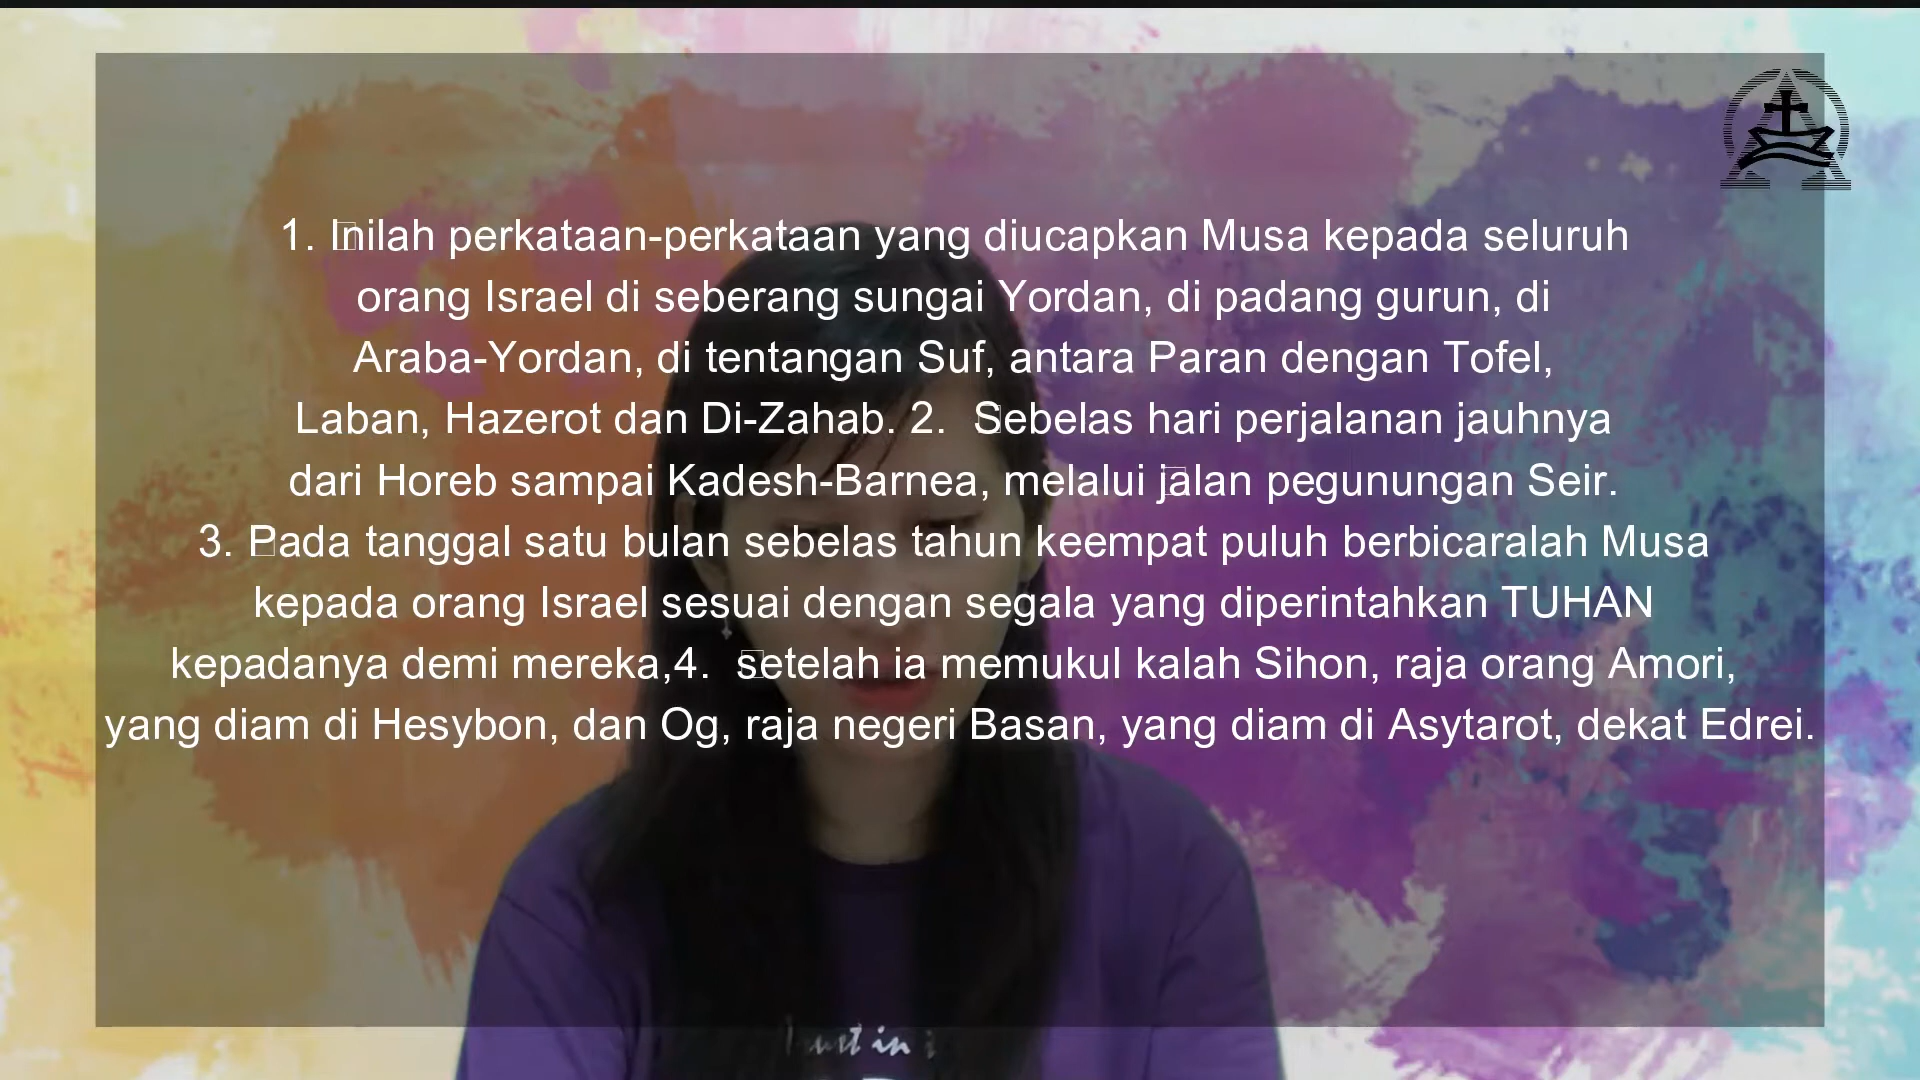 1. Inilah perkataan-perkataan yang diucapkan Musa kepada seluruh
orang Israel di seberang sungai Yordan, di padang gurun, di
Araba-Yordan, di tentangan Suf, antara Paran dengan Tofel,
Laban, Hazerot dan Di-Zahab. 2. Sebelas hari perjalanan jauhnya
dari Horeb sampai Kadesh-Barnea, melalui jalan pegunungan Seir.
3. Pada tanggal satu bulan sebelas tahun keempat puluh berbicaralah Musa
kepada orang Israel sesuai dengan segala yang diperintahkan TUHAN
kepadanya demi mereka,4. setelah ia memukul kalah Sihon, raja orang Amori,
yang diam di Hesybon, dan Og, raja negeri Basan, yang diam di Asytarot, dekat Edrei.
in